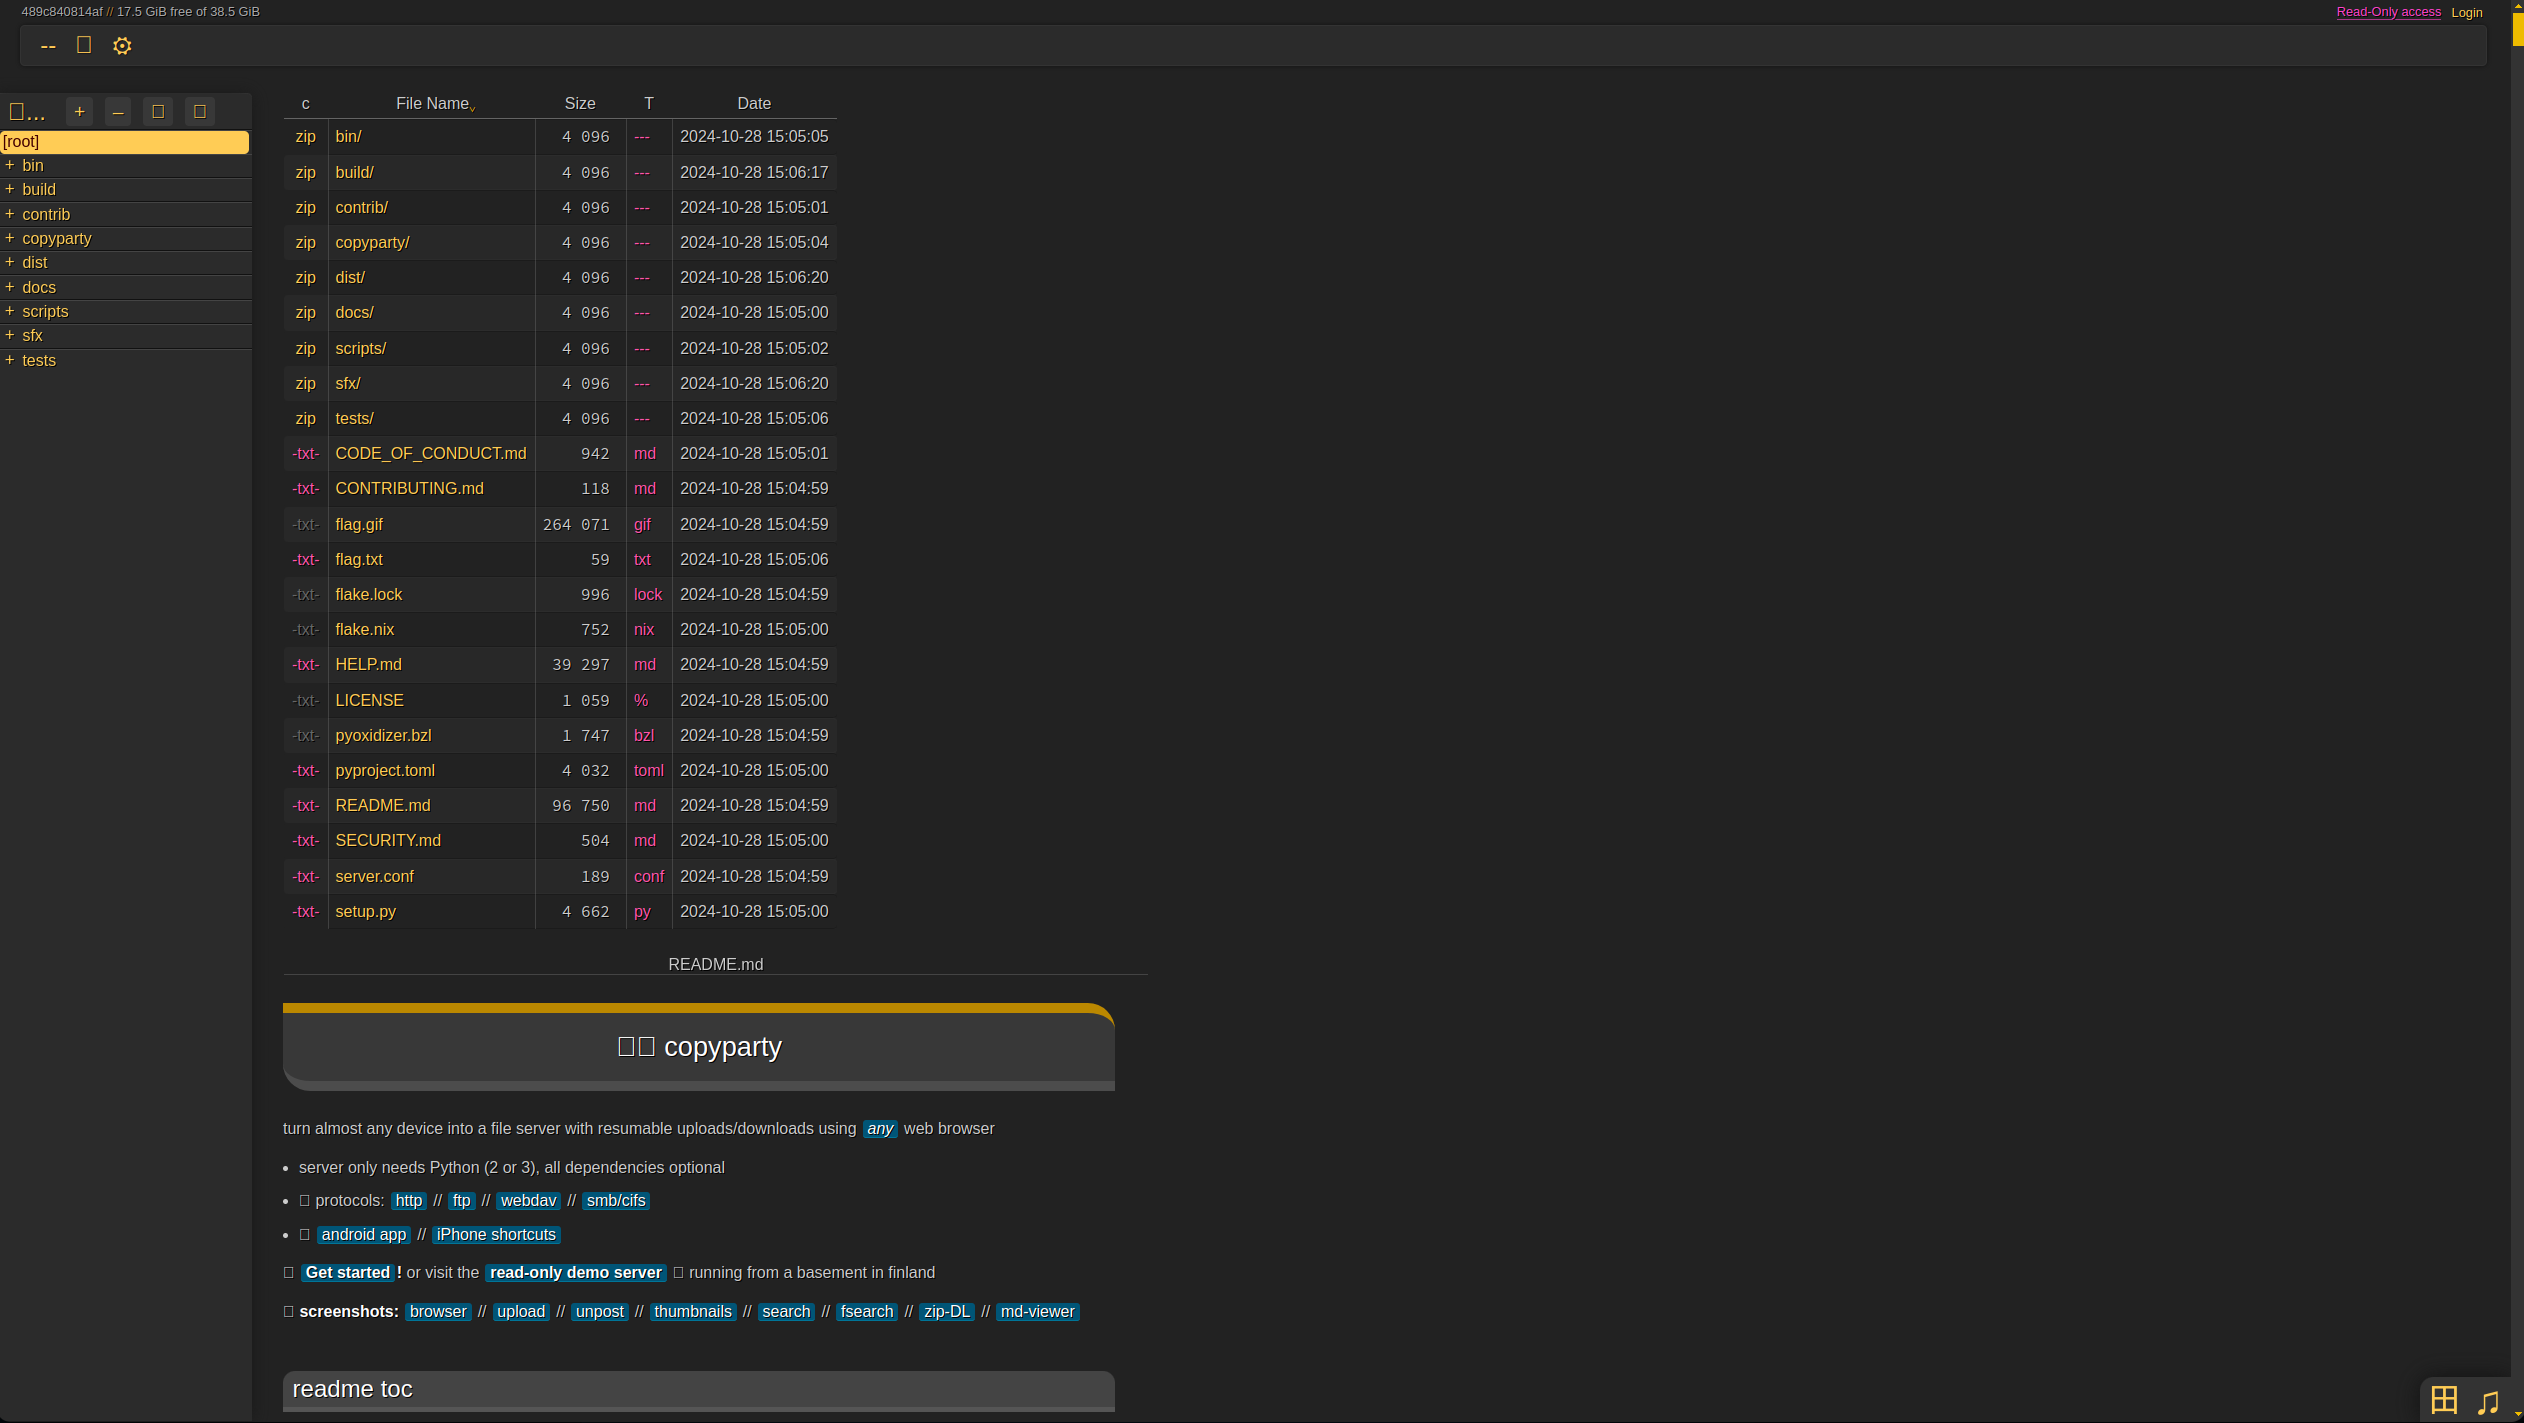 489c840814af // 17.5 GiB free of 38.5 GiB
Read-Only access Login
--
...
+ –
[root]
+ bin
+ build
+ contrib
+ copyparty
+ dist
+ docs
+ scripts
+ sfx
+ tests
c File Name Size T Date
zip bin/ 4 096 --- 2024-10-28 15:05:05
zip build/ 4 096 --- 2024-10-28 15:06:17
zip contrib/ 4 096 --- 2024-10-28 15:05:01
zip copyparty/ 4 096 --- 2024-10-28 15:05:04
zip dist/ 4 096 --- 2024-10-28 15:06:20
zip docs/ 4 096 --- 2024-10-28 15:05:00
zip scripts/ 4 096 --- 2024-10-28 15:05:02
zip sfx/ 4 096 --- 2024-10-28 15:06:20
zip tests/ 4 096 --- 2024-10-28 15:05:06
-txt- CODE_OF_CONDUCT.md 942 md 2024-10-28 15:05:01
-txt- CONTRIBUTING.md 118 md 2024-10-28 15:04:59
-txt- flag.gif 264 071 gif 2024-10-28 15:04:59
-txt- flag.txt 59 txt 2024-10-28 15:05:06
-txt- flake.lock 996 lock 2024-10-28 15:04:59
-txt- flake.nix 752 nix 2024-10-28 15:05:00
-txt- HELP.md 39 297 md 2024-10-28 15:04:59
-txt- LICENSE 1 059 % 2024-10-28 15:05:00
-txt- pyoxidizer.bzl 1 747 bzl 2024-10-28 15:04:59
-txt- pyproject.toml 4 032 toml 2024-10-28 15:05:00
-txt- README.md 96 750 md 2024-10-28 15:04:59
-txt- SECURITY.md 504 md 2024-10-28 15:05:00
-txt- server.conf 189 conf 2024-10-28 15:04:59
-txt- setup.py 4 662 py 2024-10-28 15:05:00
README.md
copyparty
turn almost any device into a file server with resumable uploads/downloads using any web browser
• server only needs Python (2 or 3), all dependencies optional
• protocols: http // ftp // webdav // smb/cifs
• android app // iPhone shortcuts
Get started! or visit the read-only demo server running from a basement in finland
screenshots: browser // upload // unpost // thumbnails // search // fsearch // zip-DL // md-viewer
readme toc
田 ♫